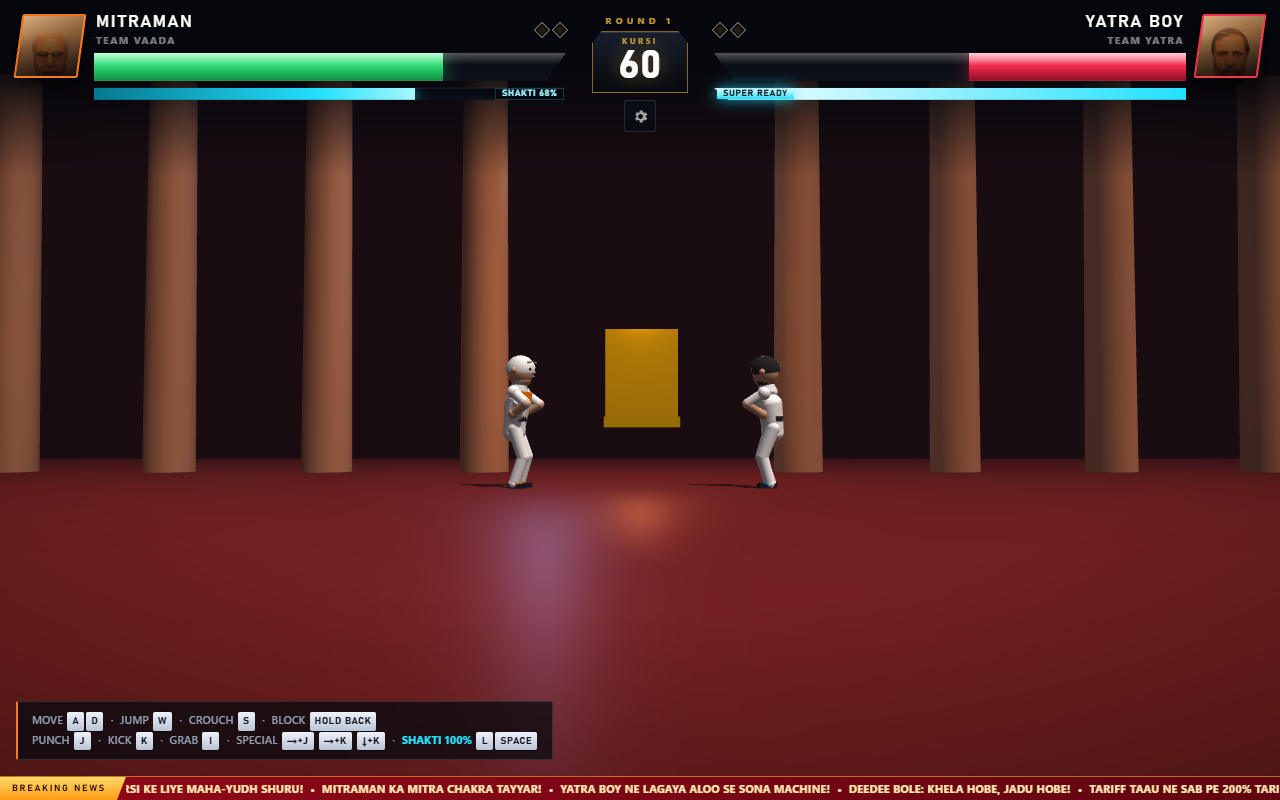 MITRAMAN
TEAM VAADA
SHAKTI 68%
ROUND 1
KURSI
60
YATRA BOY
TEAM YATRA
SUPER READY
MOVE A D · JUMP W · CROUCH S · BLOCK HOLD BACK
PUNCH J · KICK K · GRAB I · SPECIAL →+J →+K ↓+K · SHAKTI 100% L SPACE
BREAKING NEWS
KE LIYE MAHA-YUDH SHURU! • MITRAMAN KA MITRA CHAKRA TAYYAR! • YATRA BOY NE LAGAYA ALOO SE SONA MACHINE! • DEEDEE BOLE: KHELA HOBE, JADU HOBE! • TARIFF TAAU NE SAB PE 200%